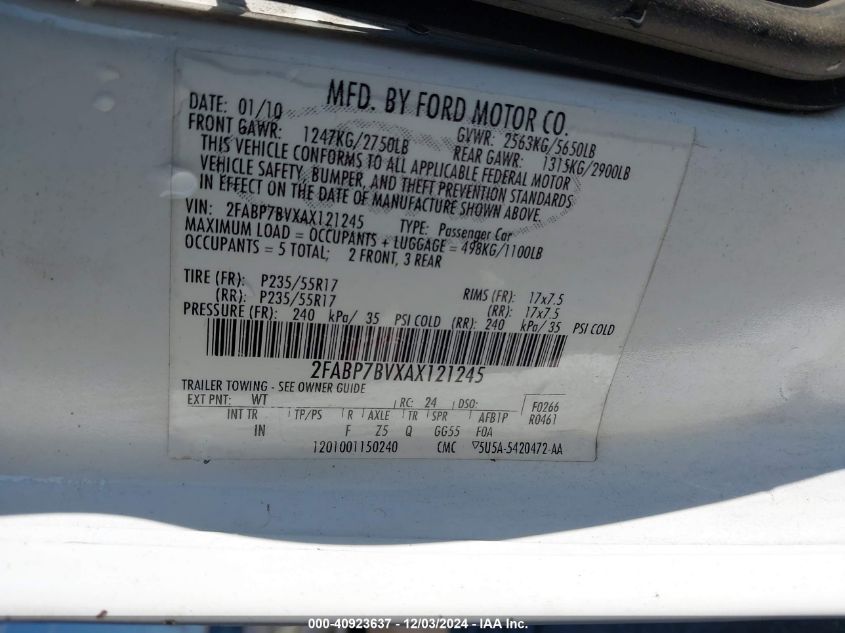 MFD. BY FORD MOTOR CO.
DATE: 01/10 GVWR: 2563KG/5650LB
FRONT GAWR: 1247KG/2750LB REAR GAWR: 1315KG/2900LB
THIS VEHICLE CONFORMS TO ALL APPLICABLE FEDERAL MOTOR
VEHICLE SAFETY, BUMPER, AND THEFT PREVENTION STANDARDS
IN EFFECT ON THE DATE OF MANUFACTURE SHOWN ABOVE.
VIN: 2FABP7BVXAX121245 TYPE: Passenger Car
MAXIMUM LOAD = OCCUPANTS + LUGGAGE = 498KG/1100LB
OCCUPANTS = 5 TOTAL; 2 FRONT, 3 REAR
TIRE (FR): P235/55R17 RIMS (FR): 17x7.5
(RR): P235/55R17 (RR): 17x7.5
PRESSURE (FR): 240 kPa/ 35 PSI COLD (RR): 240 kPa/ 35 PSI COLD
2FABP7BVXAX121245
TRAILER TOWING - SEE OWNER GUIDE
EXT PNT: WT RC: 24 DSO: F0266
INT TR TP/PS R AXLE TR SPR AFB1P R0461
IN F Z5 Q GG55 F0A
1201001150240 CMC ▽5U5A-5420472-AA
000-40923637 - 12/03/2024 - IAA Inc.